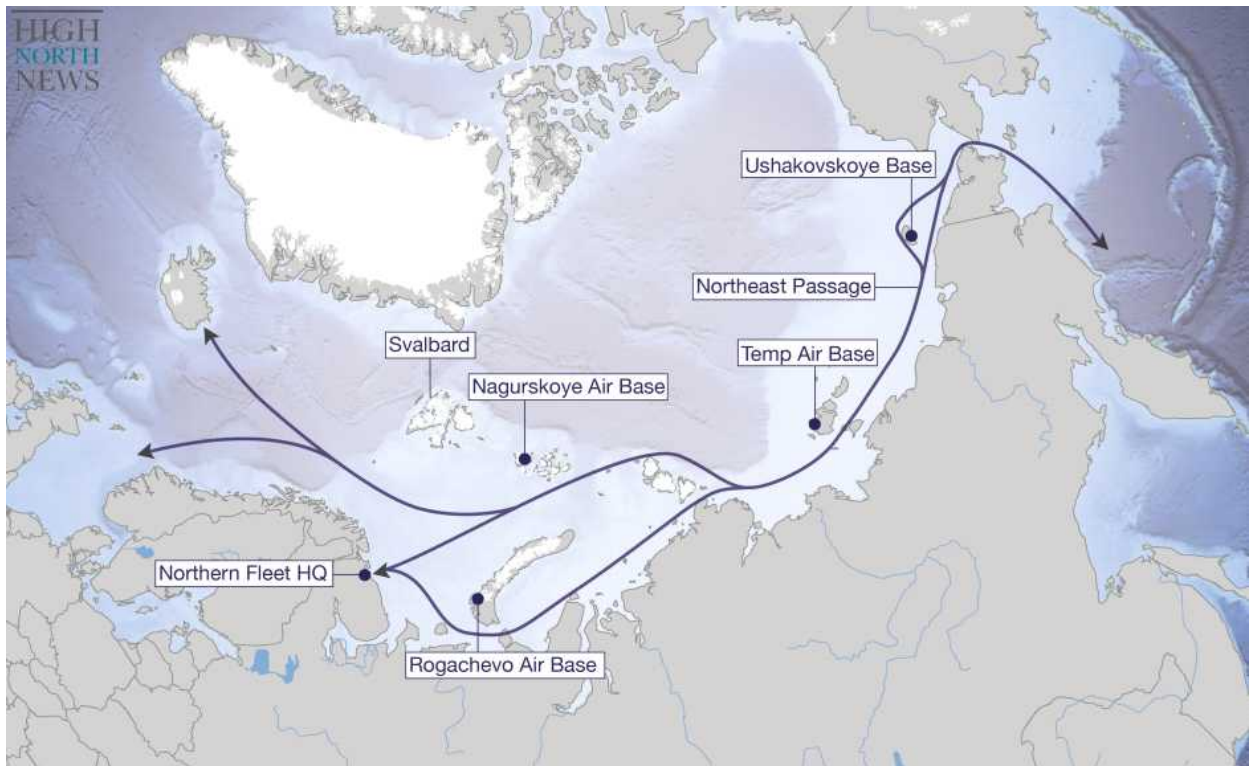 HIGH
NORTH
NEWS
Ushakovskoye Base
Northeast Passage
Svalbard
Temp Air Base
Nagurskoye Air Base
Northern Fleet HQ
Rogachevo Air Base